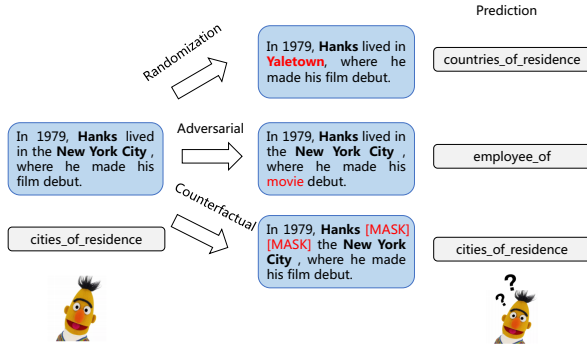 Prediction
Randomization
In 1979, Hanks lived in
Yaletown, where he
made his film debut.
countries_of_residence
In 1979, Hanks lived
in the New York City ,
where he made his
film debut.
Adversarial
In 1979, Hanks lived in
the New York City ,
where he made his
movie debut.
employee_of
Counterfactual
In 1979, Hanks [MASK]
[MASK] the New York
City , where he made
his film debut.
cities_of_residence
cities_of_residence
? ? ?